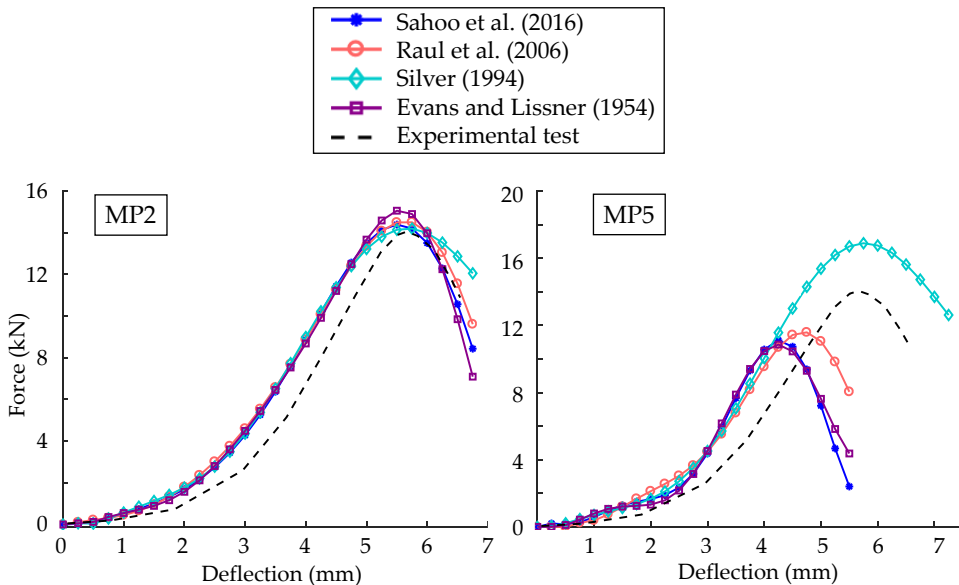 Sahoo et al. (2016)
Raul et al. (2006)
Silver (1994)
Evans and Lissner (1954)
Experimental test
MP2
16
12
8
4
0
Force (kN)
0 1 2 3 4 5 6 7
Deflection (mm)
MP5
20
16
12
8
4
0
1 2 3 4 5 6 7
Deflection (mm)